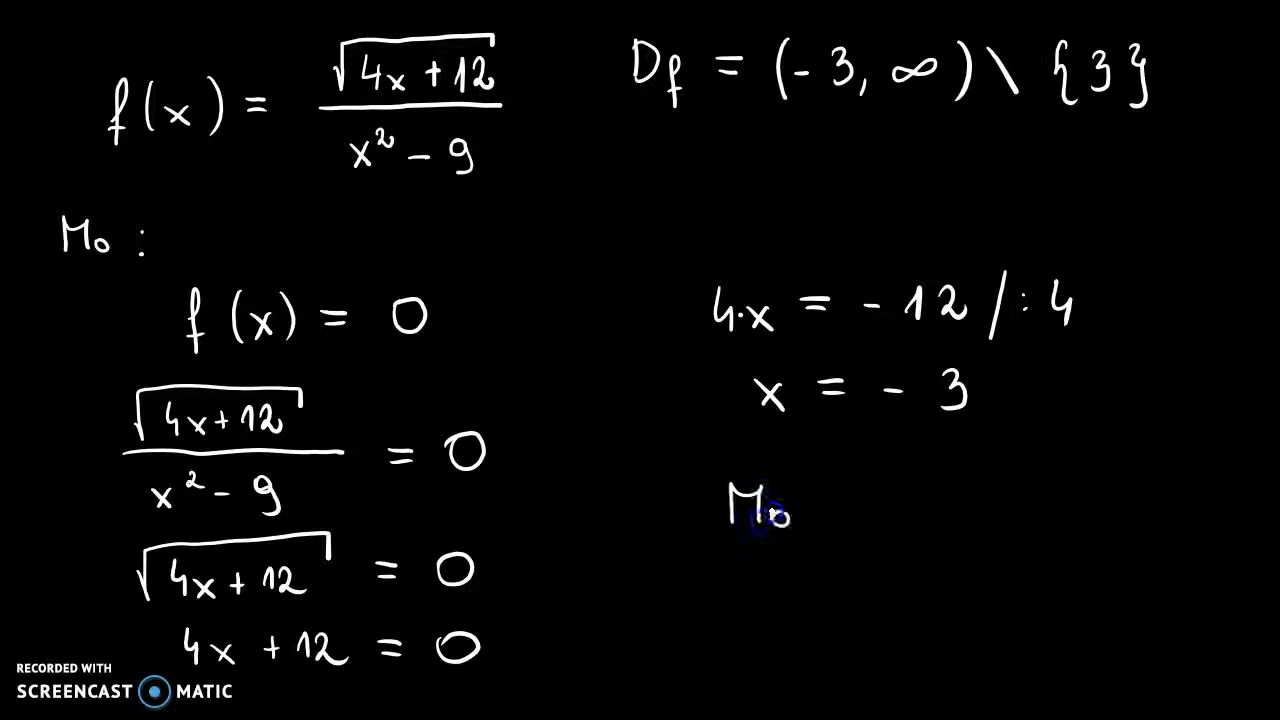 f(x) = √(4x + 12) / (x² - 9)
Df = (-3, ∞) \ {3}
M₀ :
f(x) = 0
√(4x + 12) / (x² - 9) = 0
√(4x + 12) = 0
4x + 12 = 0
4·x = - 12 / : 4
x = - 3
M₀
RECORDED WITH
SCREENCAST MATIC